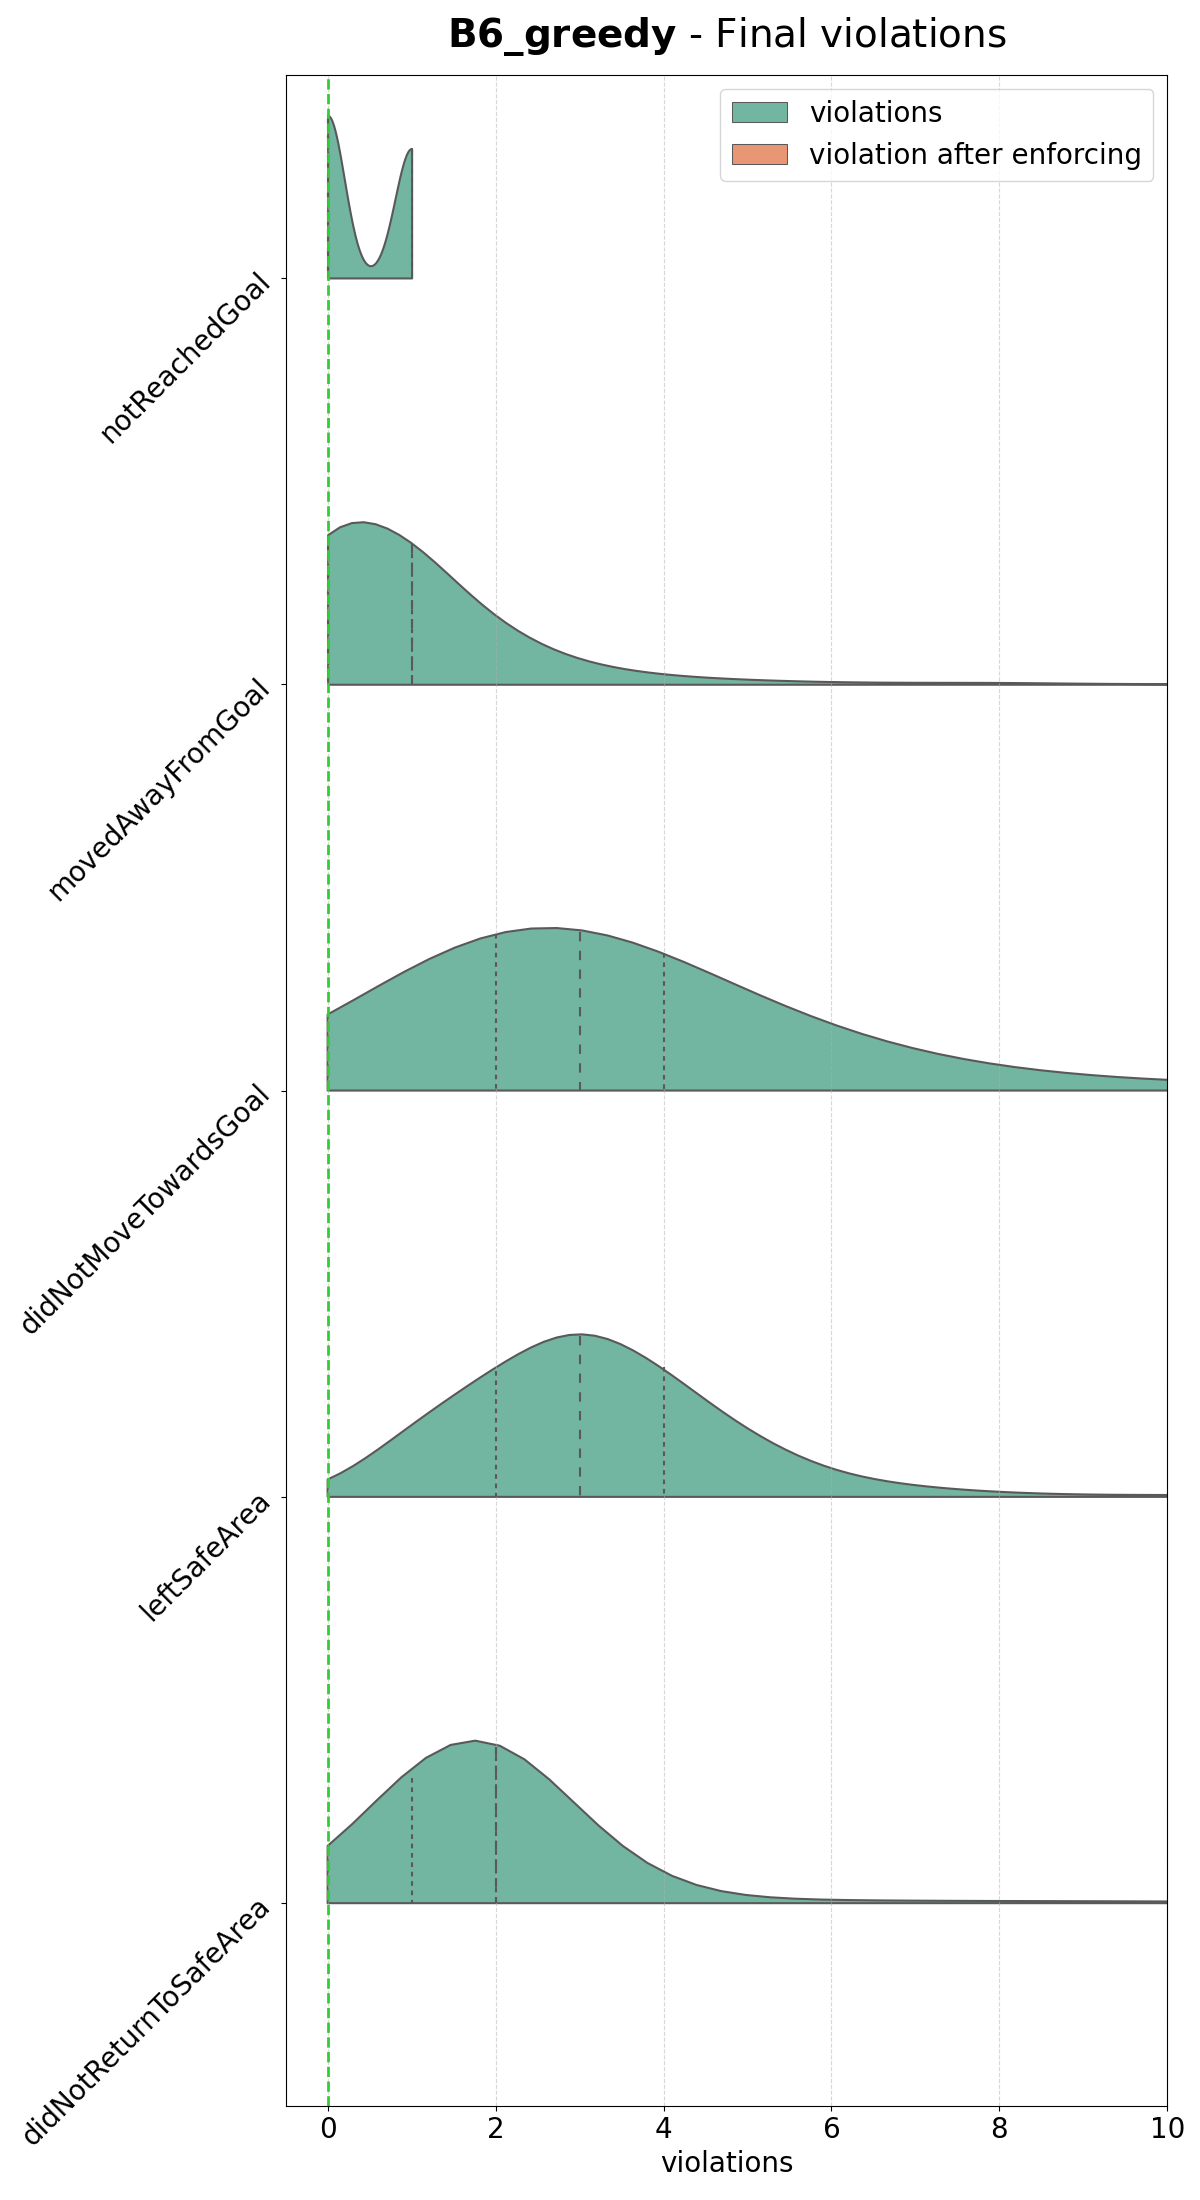 B6_greedy - Final violations
violations
violation after enforcing
notReachedGoal
movedAwayFromGoal
didNotMoveTowardsGoal
leftSafeArea
didNotReturnToSafeArea
0 2 4 6 8 10
violations